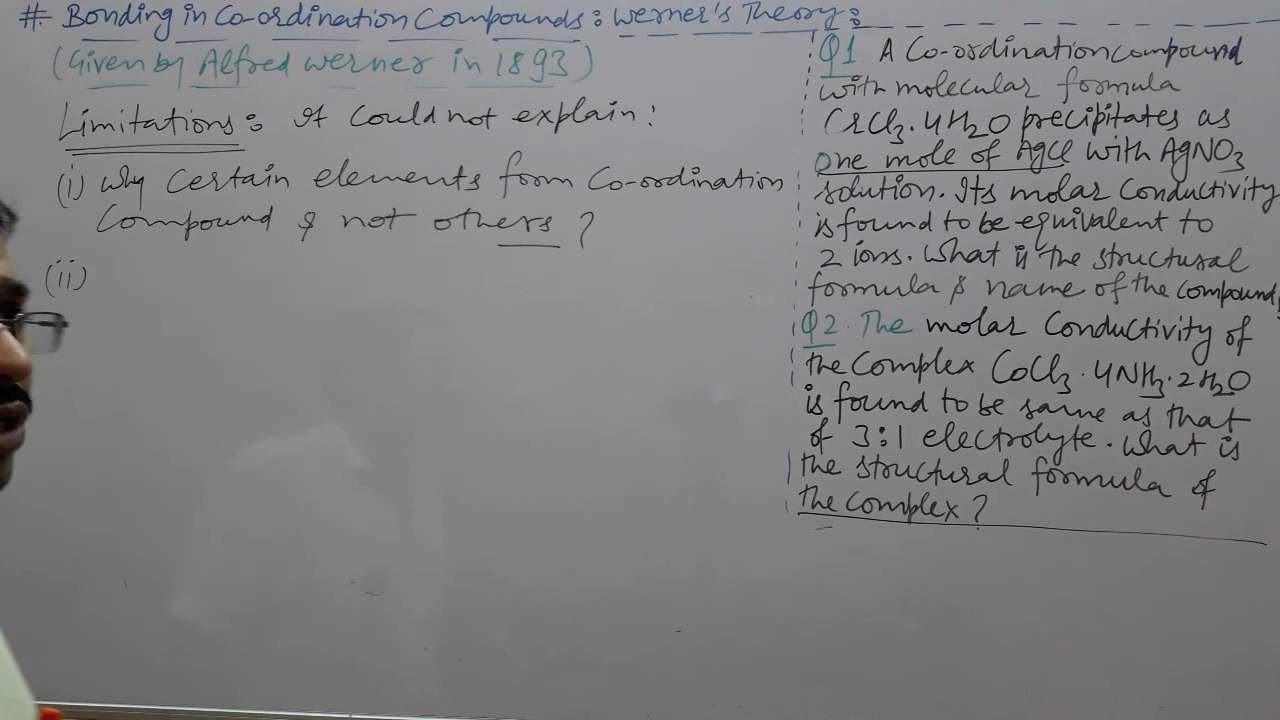 # Bonding in Co-ordination Compounds: Werner's Theory:
(Given by Alfred Werner in 1893)
Limitations: It could not explain:
(i) why certain elements form Co-ordination
Compound & not others?
(ii)
Q1. A Co-ordination compound
with molecular formula
CrCl₃.4H₂O precipitates as
one mole of AgCl with AgNO₃
solution. Its molar Conductivity
is found to be equivalent to
2 ions. What is the structural
formula & name of the compound?
Q2. The molar Conductivity of
the Complex CoCl₃.4NH₃.2H₂O
is found to be same as that
of 3:1 electrolyte. What is
the structural formula of
the Complex?